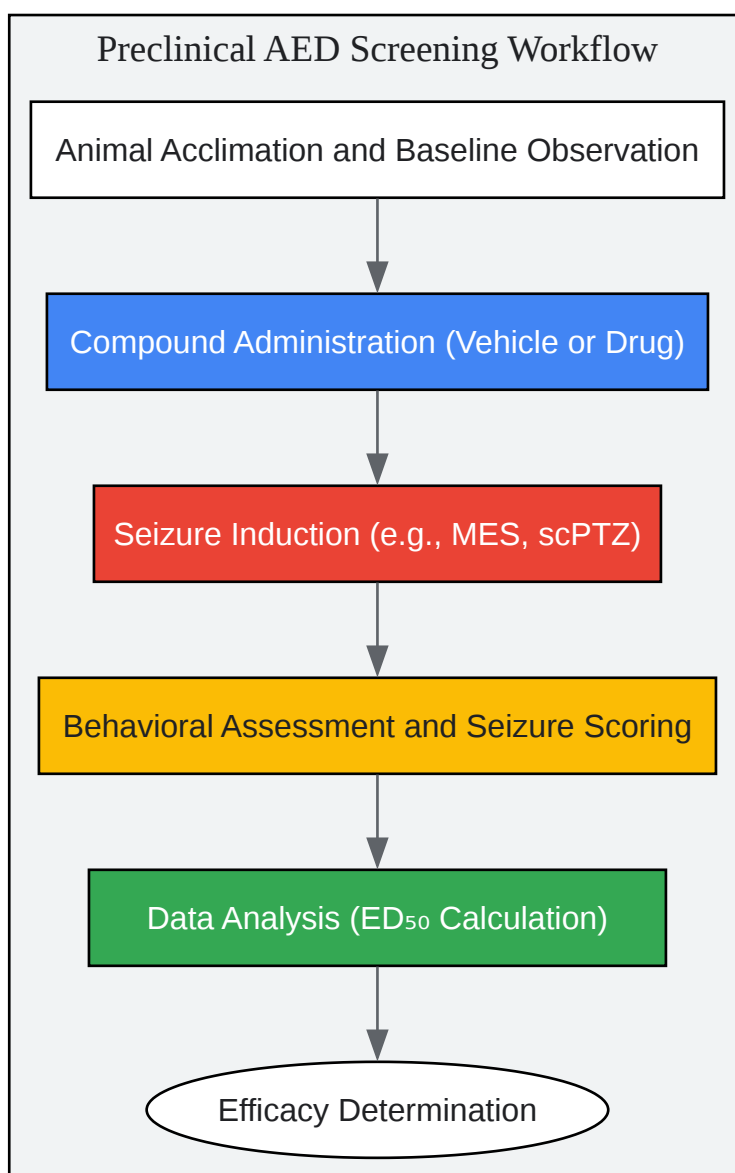 Preclinical AED Screening Workflow
Animal Acclimation and Baseline Observation
Compound Administration (Vehicle or Drug)
Seizure Induction (e.g., MES, scPTZ)
Behavioral Assessment and Seizure Scoring
Data Analysis (ED₅₀ Calculation)
Efficacy Determination